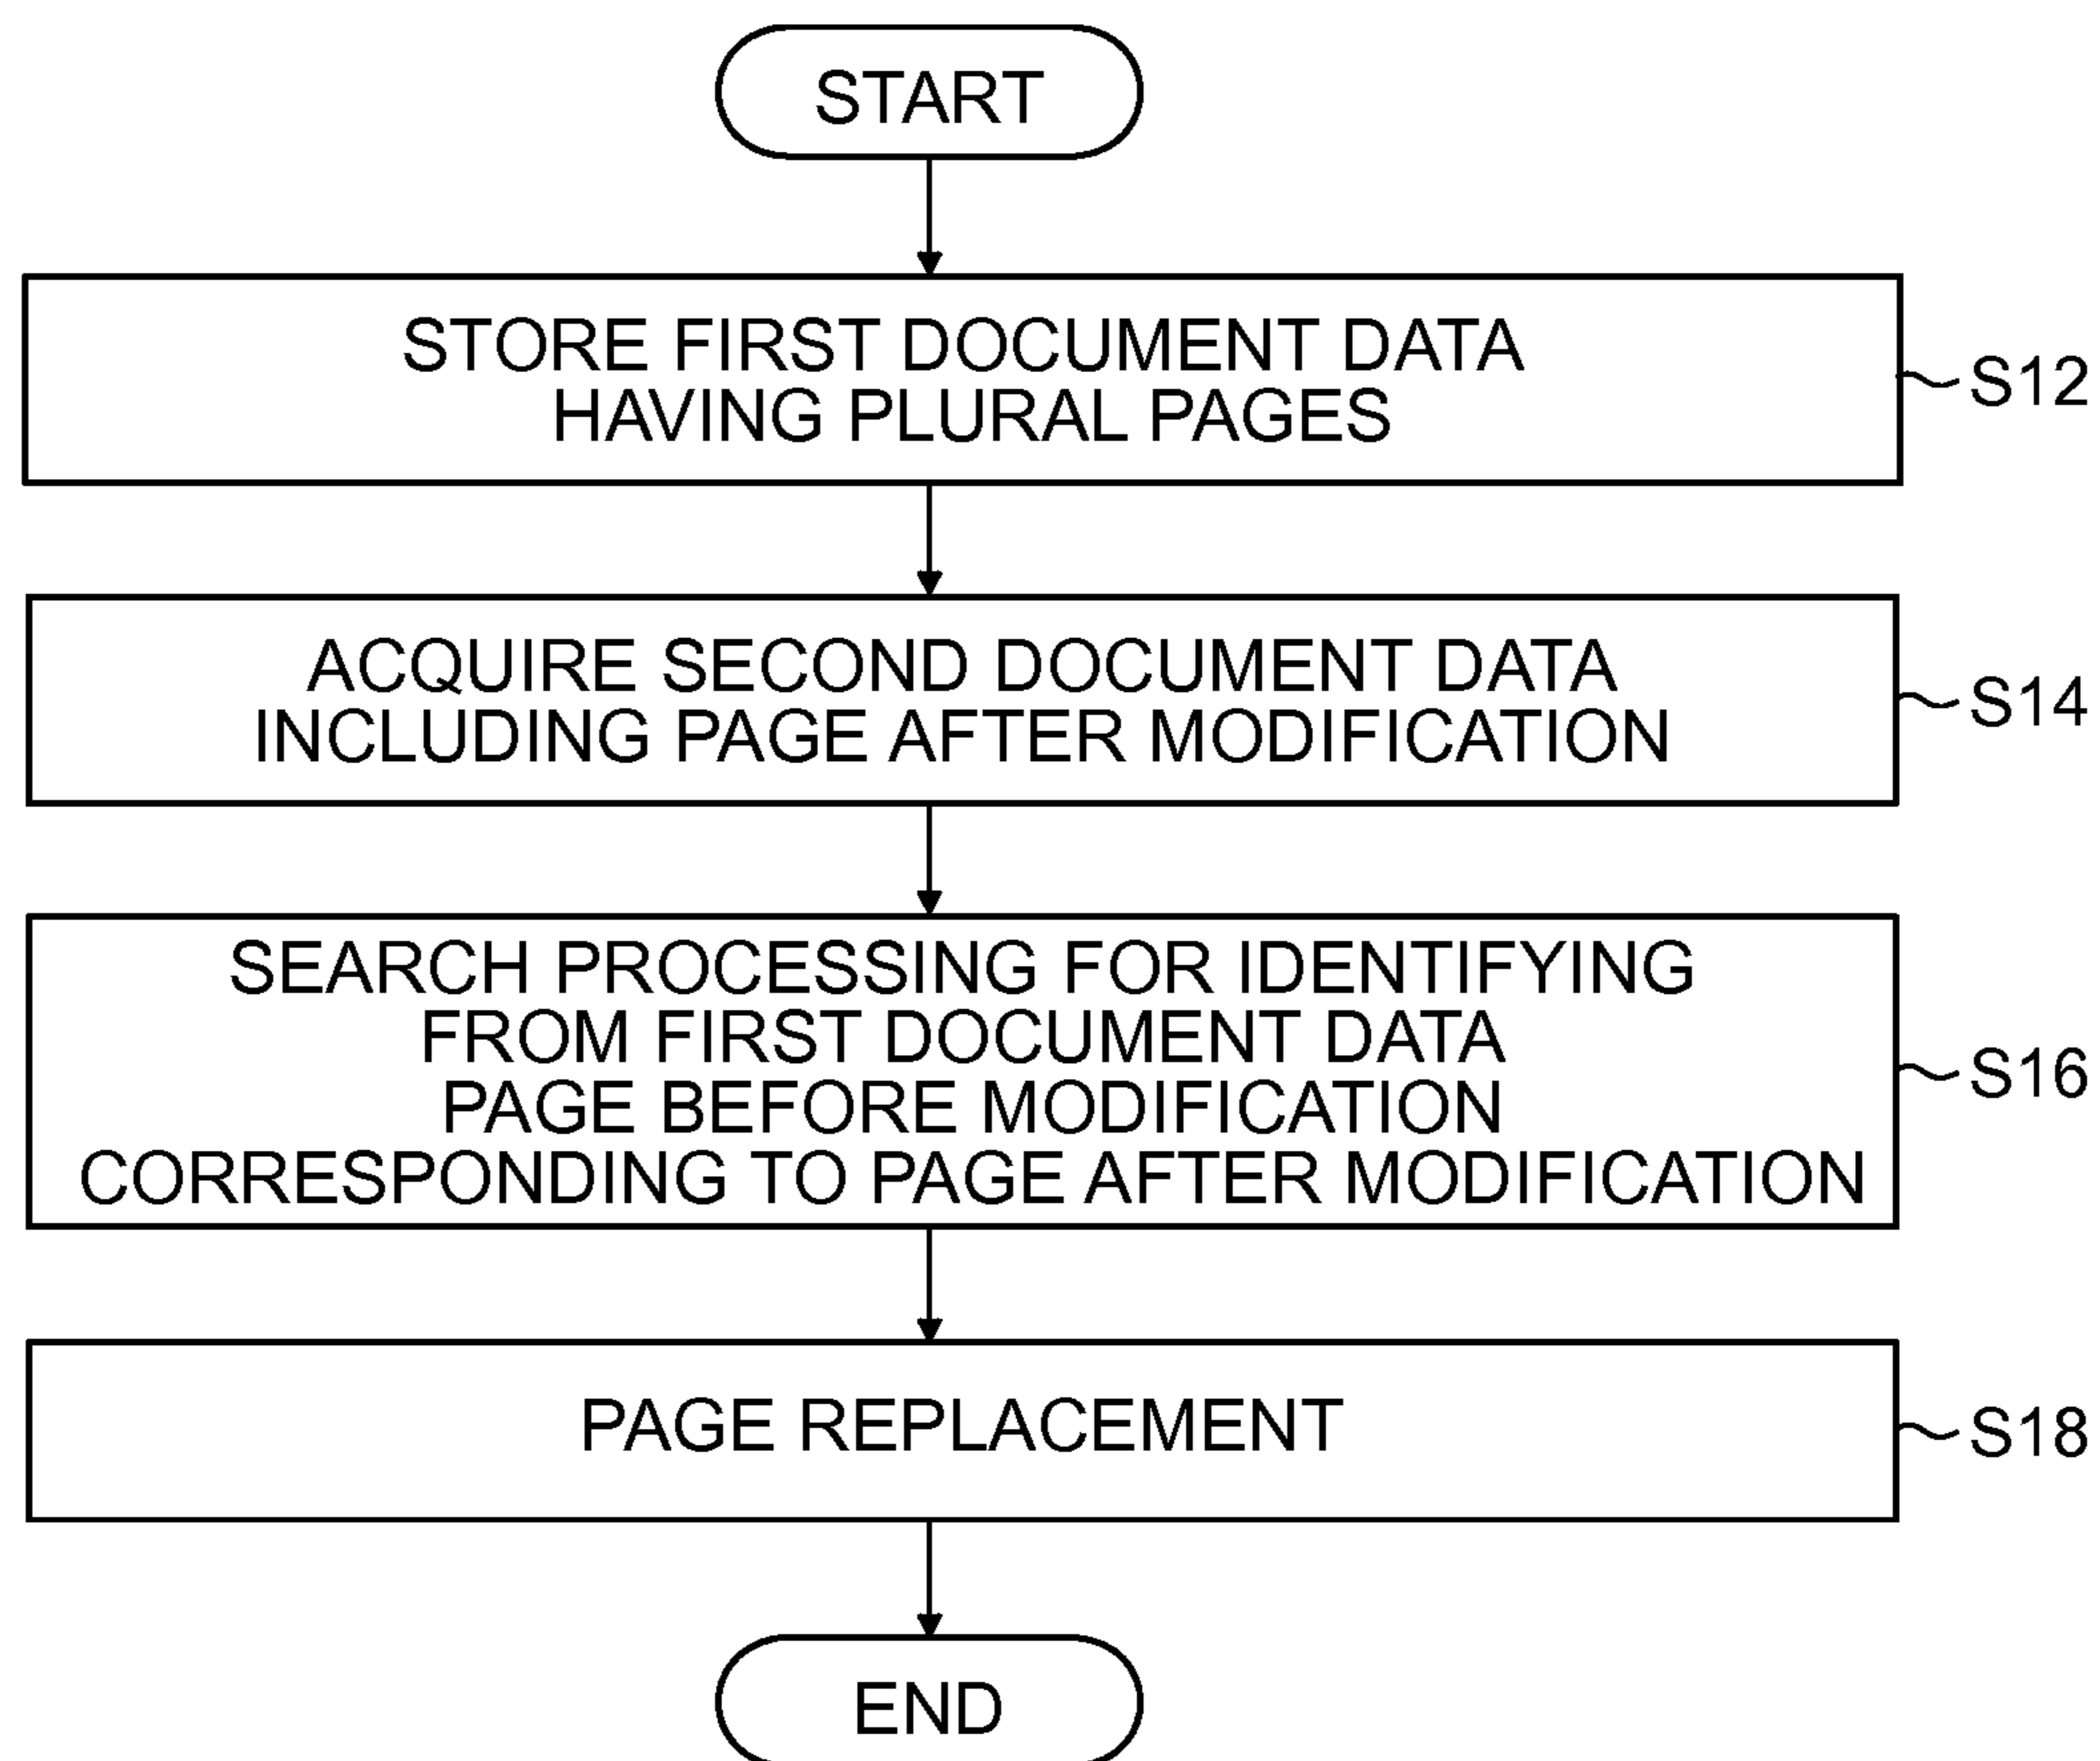 START
STORE FIRST DOCUMENT DATA
HAVING PLURAL PAGES
S12
ACQUIRE SECOND DOCUMENT DATA
INCLUDING PAGE AFTER MODIFICATION
S14
SEARCH PROCESSING FOR IDENTIFYING
FROM FIRST DOCUMENT DATA
PAGE BEFORE MODIFICATION
CORRESPONDING TO PAGE AFTER MODIFICATION
S16
PAGE REPLACEMENT
S18
END